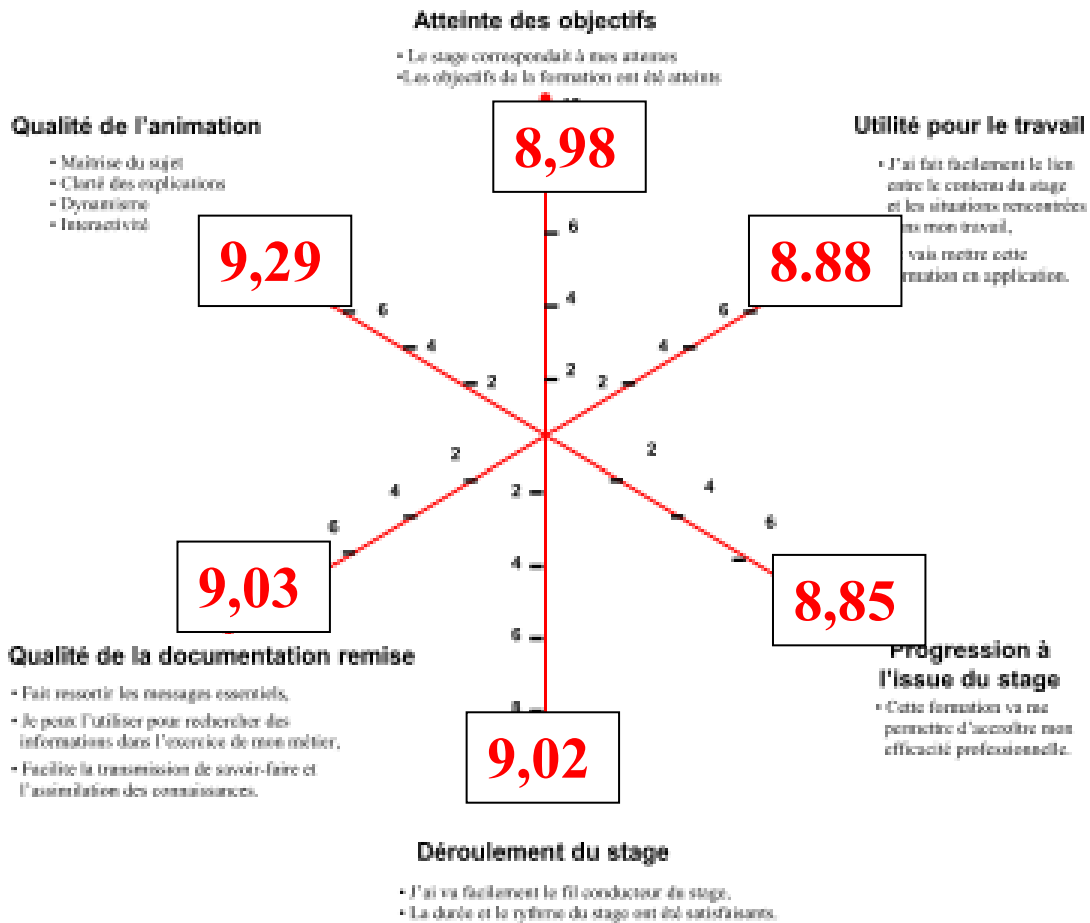 Atteinte des objectifs
• Le stage correspondait à mes attentes
•Les objectifs de la formation ont été atteints
8,98
6
4
2
Qualité de l'animation
• Maîtrise du sujet
• Clarté des explications
• Dynamisme
• Interactivité
9,29
6
4
2
Utilité pour le travail
• J'ai fait facilement le lien
entre le contenu du stage
et les situations rencontrées
mon travail,
vais mettre cette
en application.
8.88
6
4
2
2
4
6
9,03
Qualité de la documentation remise
• Fait ressortir les messages essentiels,
• Je peux l'utiliser pour rechercher des
informations dans l'exercice de mon métier,
• Facilite la transmission de savoir-faire et
l'assimilation des connaissances.
2
4
6
8,85
Progression à
l'issue du stage
• Cette formation va me
permettre d'accroître mon
efficacité professionnelle.
2
4
6
8
9,02
Déroulement du stage
• J'ai vu facilement le fil conducteur du stage,
• La durée et le rythme du stage ont été satisfaisants.